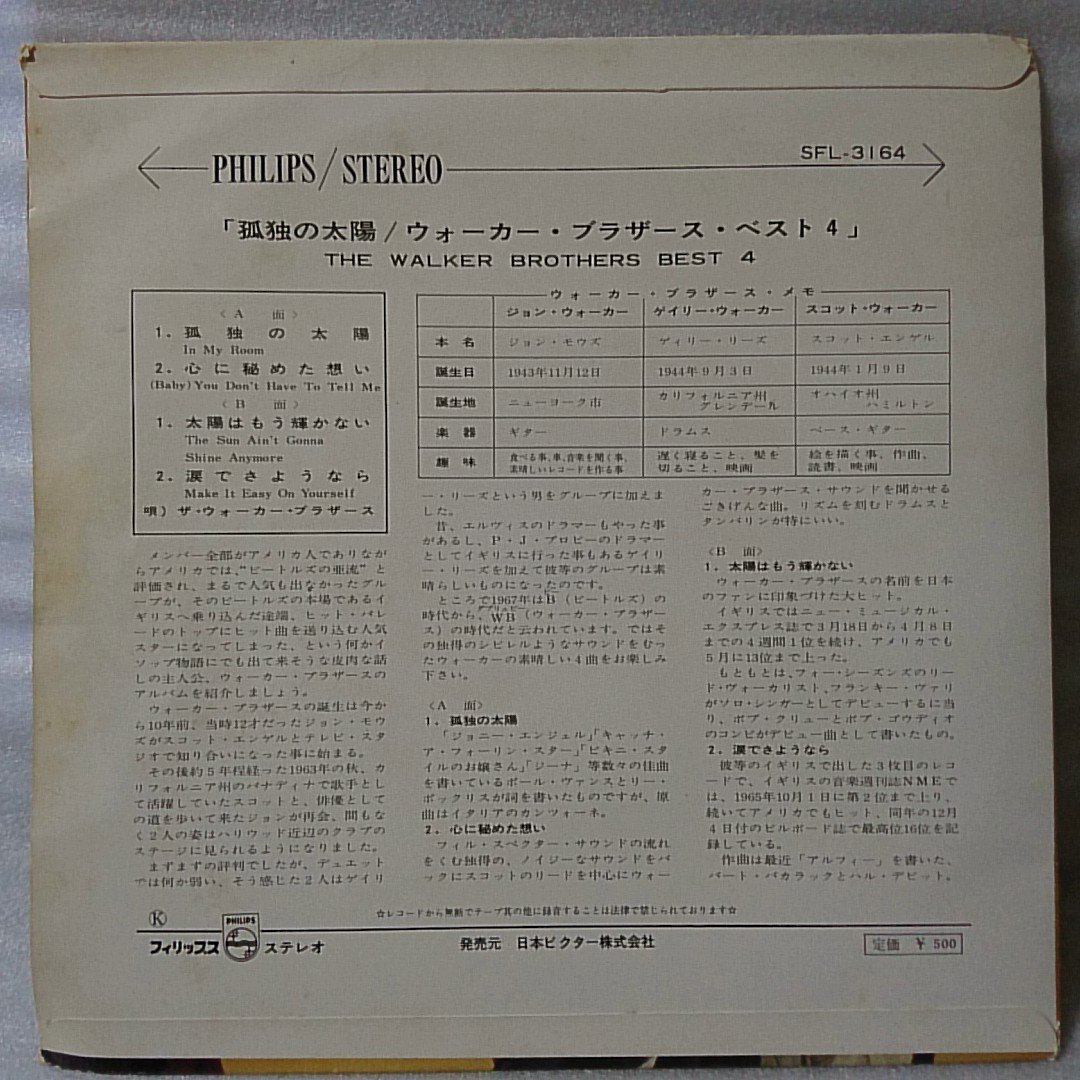 PHILIPS/STEREO
SFL-3164
「孤独の太陽/ウォーカー・ブラザース・ベスト4」
THE WALKER BROTHERS BEST 4
〈A 面〉
1. 孤独の太陽
In My Room
2. 心に秘めた想い
(Baby) You Don't Have To Tell Me
〈B 面〉
1. 太陽はもう輝かない
The Sun Ain't Gonna
Shine Anymore
2. 涙でさようなら
Make It Easy On Yourself
唄) ザ・ウォーカー・ブラザース
ウォーカー・ブラザース・メモ
ジョン・ウォーカー ゲイリー・ウォーカー スコット・ウォーカー
本名 ジョン・モウズ ゲィリー・リーズ スコット・エンゲル
誕生日 1943年11月12日 1944年9月3日 1944年1月9日
誕生地 ニューヨーク市 カリフォルニア州 グレンデール オハイオ州 ハミルトン
楽器 ギター ドラムス ベース・ギター
趣味 食べる事、事、音楽を聞く事、素晴しいレコードを作る事 遅く寝ること、髪を切ること、映画 絵を描く事、作曲、読書、映画
メンバー全部がアメリカ人でありなが
らアメリカでは、"ビートルズの亜流"と
評価され、まるで人気も出なかったグル
ープが、そのビートルズの本場であるイ
ギリスへ乗り込んだ途端、ヒット・パレ
ードのトップにヒット曲を送り込む人気
スターになってしまった、という何かイ
ソップ物語にでも出て来そうな皮肉な話
しの主人公、ウォーカー・ブラザースの
アルバムを紹介しましょう。
ウォーカー・ブラザースの誕生は今か
ら10年前、当時12才だったジョン・モウ
ズがスコット・エンゲルとテレビ・スタ
ジオで知り合いになった事に始まる。
その後約5年程経った1963年の秋、カ
リフォルニア州のパナディナで歌手とし
て活躍していたスコットと、俳優として
の道を歩いて来たジョンが再会、間もな
く2人の姿はハリウッド近辺のクラブの
ステージに見られるようになりました。
まずまずの評判でしたが、デュエット
では何か弱い、そう感じた2人はゲイリ
ー・リーズという男をグループに加えま
した。
昔、エルヴィスのドラマーもやった事
があるし、P・J・プロビーのドラマー
としてイギリスに行った事もあるゲイリ
ー・リーズを加えて彼等のグループは素
晴らしいものになったのです。
ところで1967年はB(ビートルズ)の
時代から、WB(ウォーカー・ブラザー
ス)の時代だと云われています。ではそ
の独得のシビレルようなサウンドをむっ
たウォーカーの素晴しい4曲をお楽しみ
下さい。
〈A 面〉
1. 孤独の太陽
「ジョニー・エンジェル」「キャッチ・
ア・フォーリン・スター」「ビキニ・スタ
イルのお嬢さん」「ジーナ」等数々の佳曲
を書いているポール・ヴァンスとリー・
ポックリスが詞を書いたものですが、原
曲はイタリアのカンツォーネ。
2. 心に秘めた想い
フィル・スペクター・サウンドの流れ
をくむ独得の、ノイジーなサウンドをバ
ックにスコットのリードを中心にウォー
カー・ブラザース・サウンドを聞かせる
ごきげんな曲。リズムを刻むドラムスと
タンバリンが特にいい。
〈B 面〉
1. 太陽はもう輝かない
ウォーカー・ブラザースの名前を日本
のファンに印象づけた大ヒット。
イギリスではニュー・ミュージカル・
エクスプレス誌で3月18日から4月8日
までの4週間1位を続け、アメリカでも
5月に13位まで上った。
もともとは、フォー・シーズンズのリー
ド・ヴォーカリスト、フランキー・ヴァリ
がソロ・シンガーとしてデビューするに当
り、ボブ・クリューとボブ・ゴウディオ
のコンビがデビュー曲として書いたもの。
2. 涙でさようなら
彼等のイギリスで出した3枚目のレコ
ードで、イギリスの音楽週刊誌NMEで
は、1965年10月1日に第2位まで上り、
続いてアメリカでもヒット、同年の12月
4日付のビルボード誌で最高位16位を記
録している。
作曲は最近「アルフィー」を書いた、
バート・バカラックとハル・デビット。
☆レコードから無断でテープ其の他に録音することは法律で禁じられております☆
Ⓚ
フィリップス PHILIPS ステレオ
発売元 日本ビクター株式会社
定価 ¥500